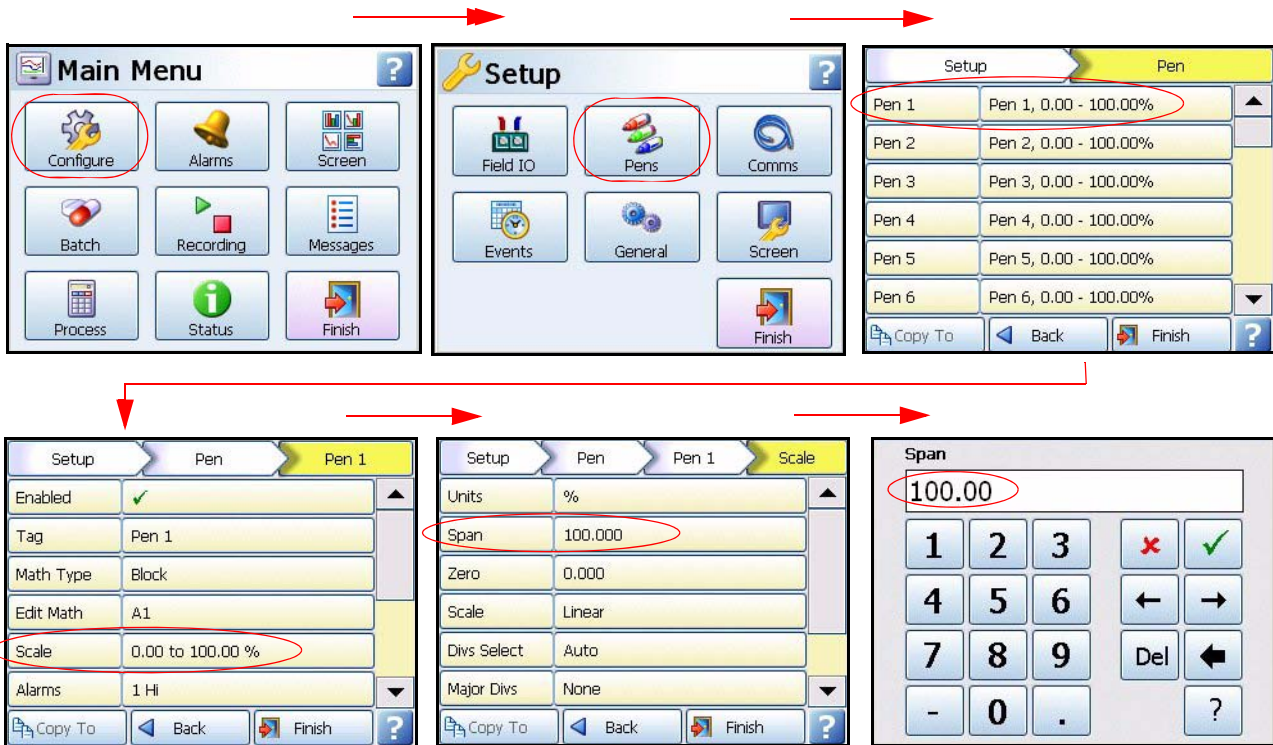 Main Menu ?
Configure Alarms Screen
Batch Recording Messages
Process Status Finish
Setup ?
Field IO Pens Comms
Events General Screen
Finish
Setup Pen
Pen 1 Pen 1, 0.00 - 100.00%
Pen 2 Pen 2, 0.00 - 100.00%
Pen 3 Pen 3, 0.00 - 100.00%
Pen 4 Pen 4, 0.00 - 100.00%
Pen 5 Pen 5, 0.00 - 100.00%
Pen 6 Pen 6, 0.00 - 100.00%
Copy To Back Finish ?
Setup Pen Pen 1
Enabled ✓
Tag Pen 1
Math Type Block
Edit Math A1
Scale 0.00 to 100.00 %
Alarms 1 Hi
Copy To Back Finish ?
Setup Pen Pen 1 Scale
Units %
Span 100.000
Zero 0.000
Scale Linear
Divs Select Auto
Major Divs None
Copy To Back Finish ?
Span
100.00
1 2 3 ✗ ✓
4 5 6 ← →
7 8 9 Del ←
- 0 . ?